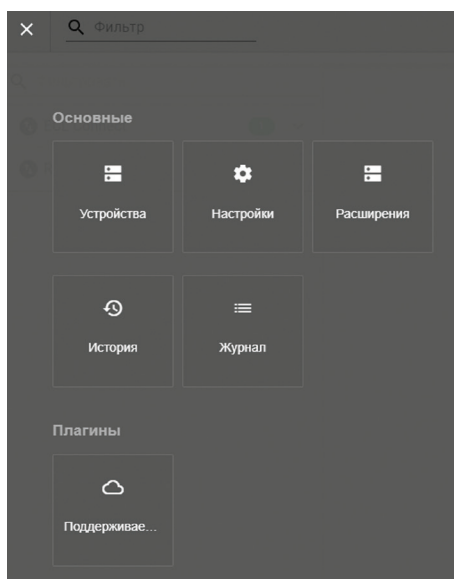 Фильтр
Основные
Устройства
Настройки
Расширения
История
Журнал
Плагины
Поддерживае...